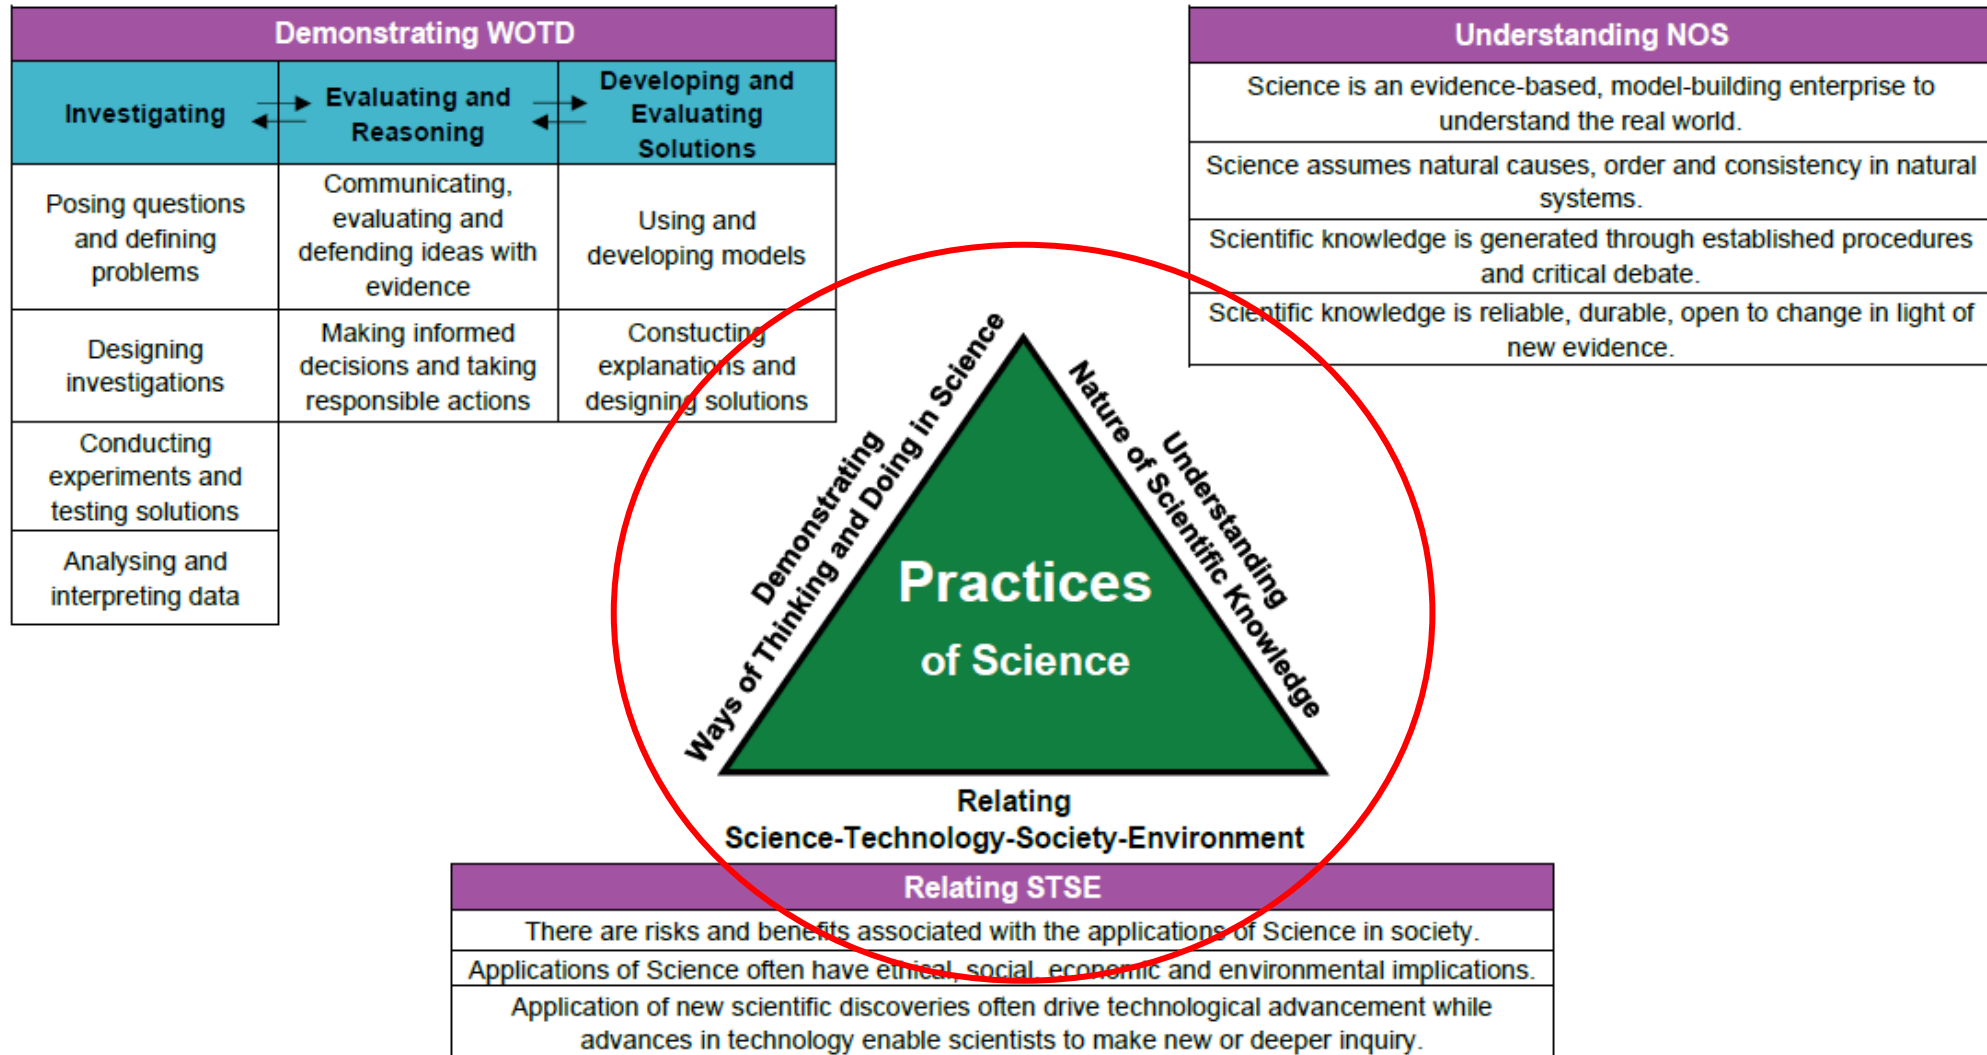 Demonstrating WOTD
Investigating
Evaluating and
Reasoning
Developing and
Evaluating
Solutions
Posing questions
and defining
problems
Communicating,
evaluating and
defending ideas with
evidence
Using and
developing models
Designing
investigations
Making informed
decisions and taking
responsible actions
Constucting
explanations and
designing solutions
Conducting
experiments and
testing solutions
Analysing and
interpreting data
Understanding NOS
Science is an evidence-based, model-building enterprise to
understand the real world.
Science assumes natural causes, order and consistency in natural
systems.
Scientific knowledge is generated through established procedures
and critical debate.
Scientific knowledge is reliable, durable, open to change in light of
new evidence.
Demonstrating
Ways of Thinking and Doing in Science
Understanding
Nature of Scientific Knowledge
Practices
of Science
Relating
Science-Technology-Society-Environment
Relating STSE
There are risks and benefits associated with the applications of Science in society.
Applications of Science often have ethical, social, economic and environmental implications.
Application of new scientific discoveries often drive technological advancement while
advances in technology enable scientists to make new or deeper inquiry.